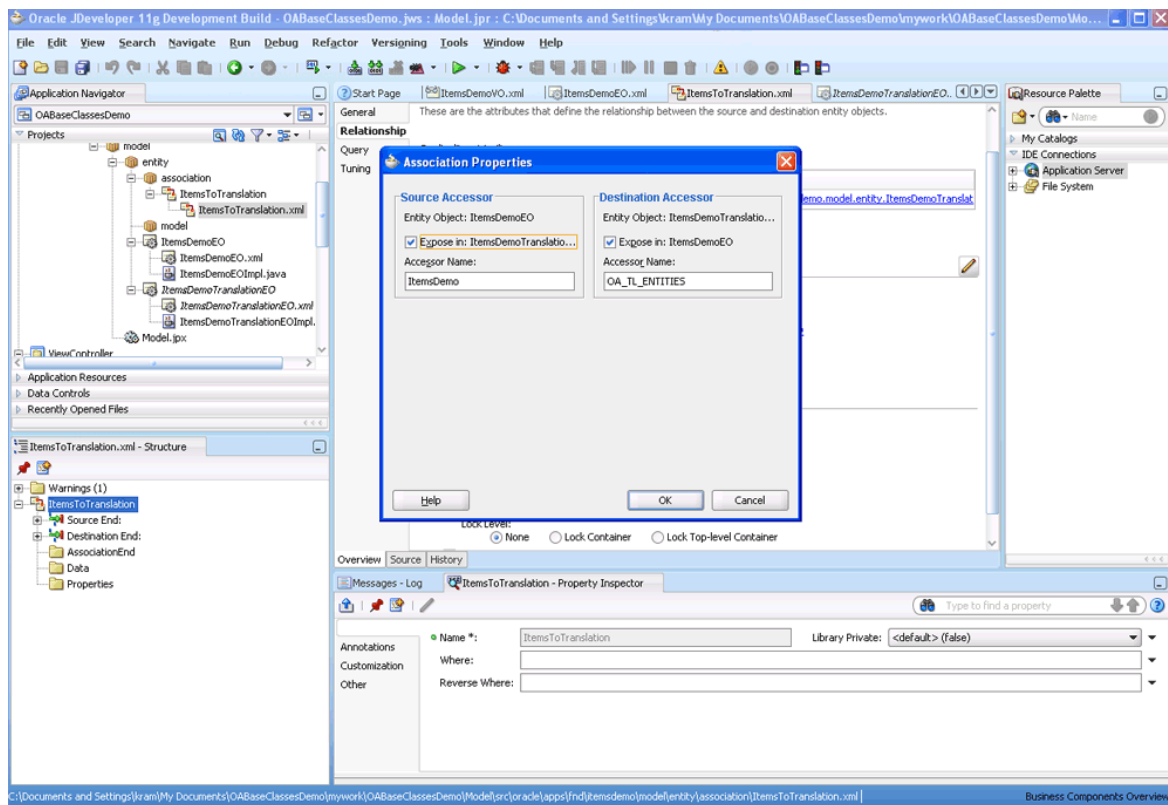 Oracle JDeveloper 11g Development Build - OABaseClassesDemo.jws : Model.jpr : C:\Documents and Settings\kram\My Documents\OABaseClassesDemo\mywork\OABaseClassesDemo\Mo...
File Edit View Search Navigate Run Debug Refactor Versioning Tools Window Help
Application Navigator
OABaseClassesDemo
Projects
model
entity
association
ItemsToTranslation
ItemsToTranslation.xml
model
ItemsDemoEO
ItemsDemoEO.xml
ItemsDemoEOImpl.java
ItemsDemoTranslationEO
ItemsDemoTranslationEO.xml
ItemsDemoTranslationEOImpl.
Model.jpx
ViewController
Application Resources
Data Controls
Recently Opened Files
ItemsToTranslation.xml - Structure
Warnings (1)
ItemsToTranslation
Source End:
Destination End:
AssociationEnd
Data
Properties
Start Page ItemsDemoVO.xml ItemsDemoEO.xml ItemsToTranslation.xml ItemsDemoTranslationEO..
General
Relationship
Query
Tuning
These are the attributes that define the relationship between the source and destination entity objects.
emo.model.entity.ItemsDemoTranslat
Association Properties
Source Accessor
Entity Object: ItemsDemoEO
Expose in: ItemsDemoTranslatio...
Accessor Name:
ItemsDemo
Destination Accessor
Entity Object: ItemsDemoTranslatio...
Expose in: ItemsDemoEO
Accessor Name:
OA_TL_ENTITIES
Help OK Cancel
Lock Level:
None Lock Container Lock Top-level Container
Overview Source History
Resource Palette
Name
My Catalogs
IDE Connections
Application Server
File System
Messages - Log ItemsToTranslation - Property Inspector
Type to find a property
Annotations
Customization
Other
Name *: ItemsToTranslation Library Private: <default> (false)
Where:
Reverse Where:
C:\Documents and Settings\kram\My Documents\OABaseClassesDemo\mywork\OABaseClassesDemo\Model\src\oracle\apps\fnd\itemsdemo\model\entity\association\ItemsToTranslation.xml Business Components Overview